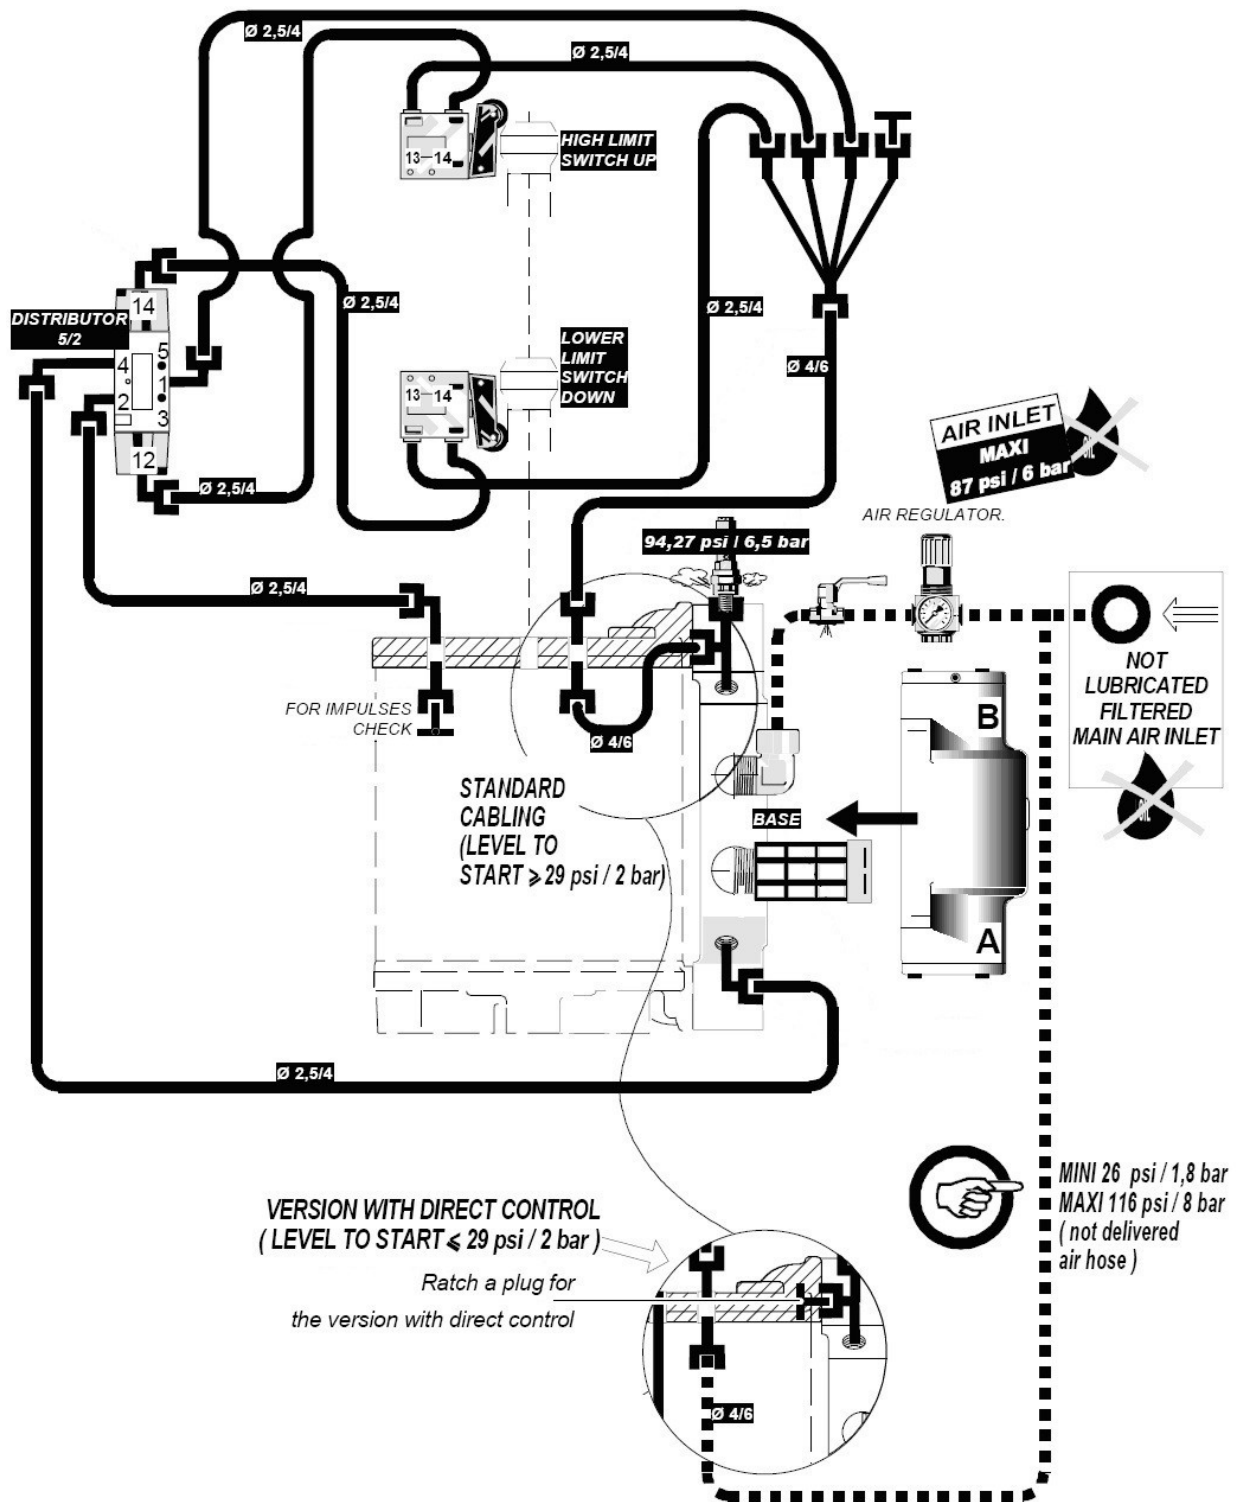 Ø 2,5/4
Ø 2,5/4
HIGH LIMIT
SWITCH UP
13 14
14
DISTRIBUTOR
5/2
Ø 2,5/4
Ø 2,5/4
LOWER
LIMIT
SWITCH
DOWN
5
4
1
2
3
12
13 14
Ø 4/6
Ø 2,5/4
AIR INLET
MAXI
87 psi / 6 bar
OIL
AIR REGULATOR.
94,27 psi / 6,5 bar
Ø 2,5/4
FOR IMPULSES
CHECK
Ø 4/6
NOT
LUBRICATED
FILTERED
MAIN AIR INLET
OIL
B
A
STANDARD
CABLING
(LEVEL TO
START ⩾ 29 psi / 2 bar)
BASE
Ø 2,5/4
MINI 26 psi / 1,8 bar
MAXI 116 psi / 8 bar
( not delivered
air hose )
VERSION WITH DIRECT CONTROL
( LEVEL TO START ⩽ 29 psi / 2 bar )
Ratch a plug for
the version with direct control
Ø 4/6